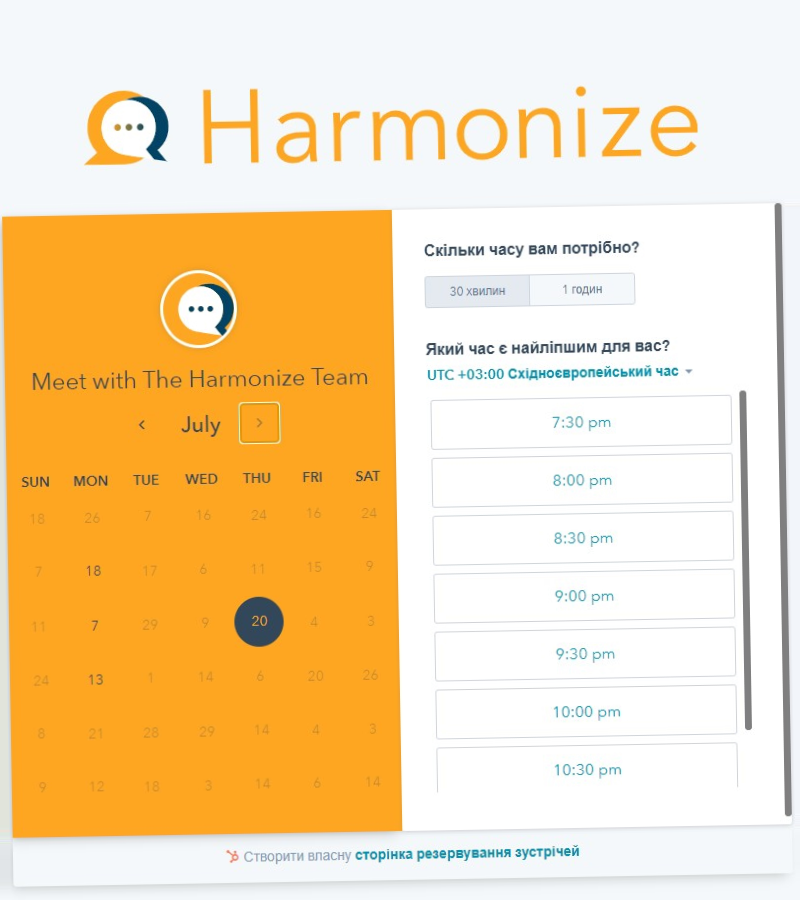 Harmonize
Meet with The Harmonize Team
July
SUN MON TUE WED THU FRI SAT
18 26 7 16 24 16 24
7 18 17 6 11 15 9
11 7 29 9 20 4 3
24 13 1 14 6 20 26
8 21 28 29 14 4 3
9 12 18 3 14 6 14
Скільки часу вам потрібно?
30 хвилин 1 годин
Який час є найліпшим для вас?
UTC +03:00 Східноєвропейський час
7:30 pm
8:00 pm
8:30 pm
9:00 pm
9:30 pm
10:00 pm
10:30 pm
Створити власну сторінка резервування зустрічей